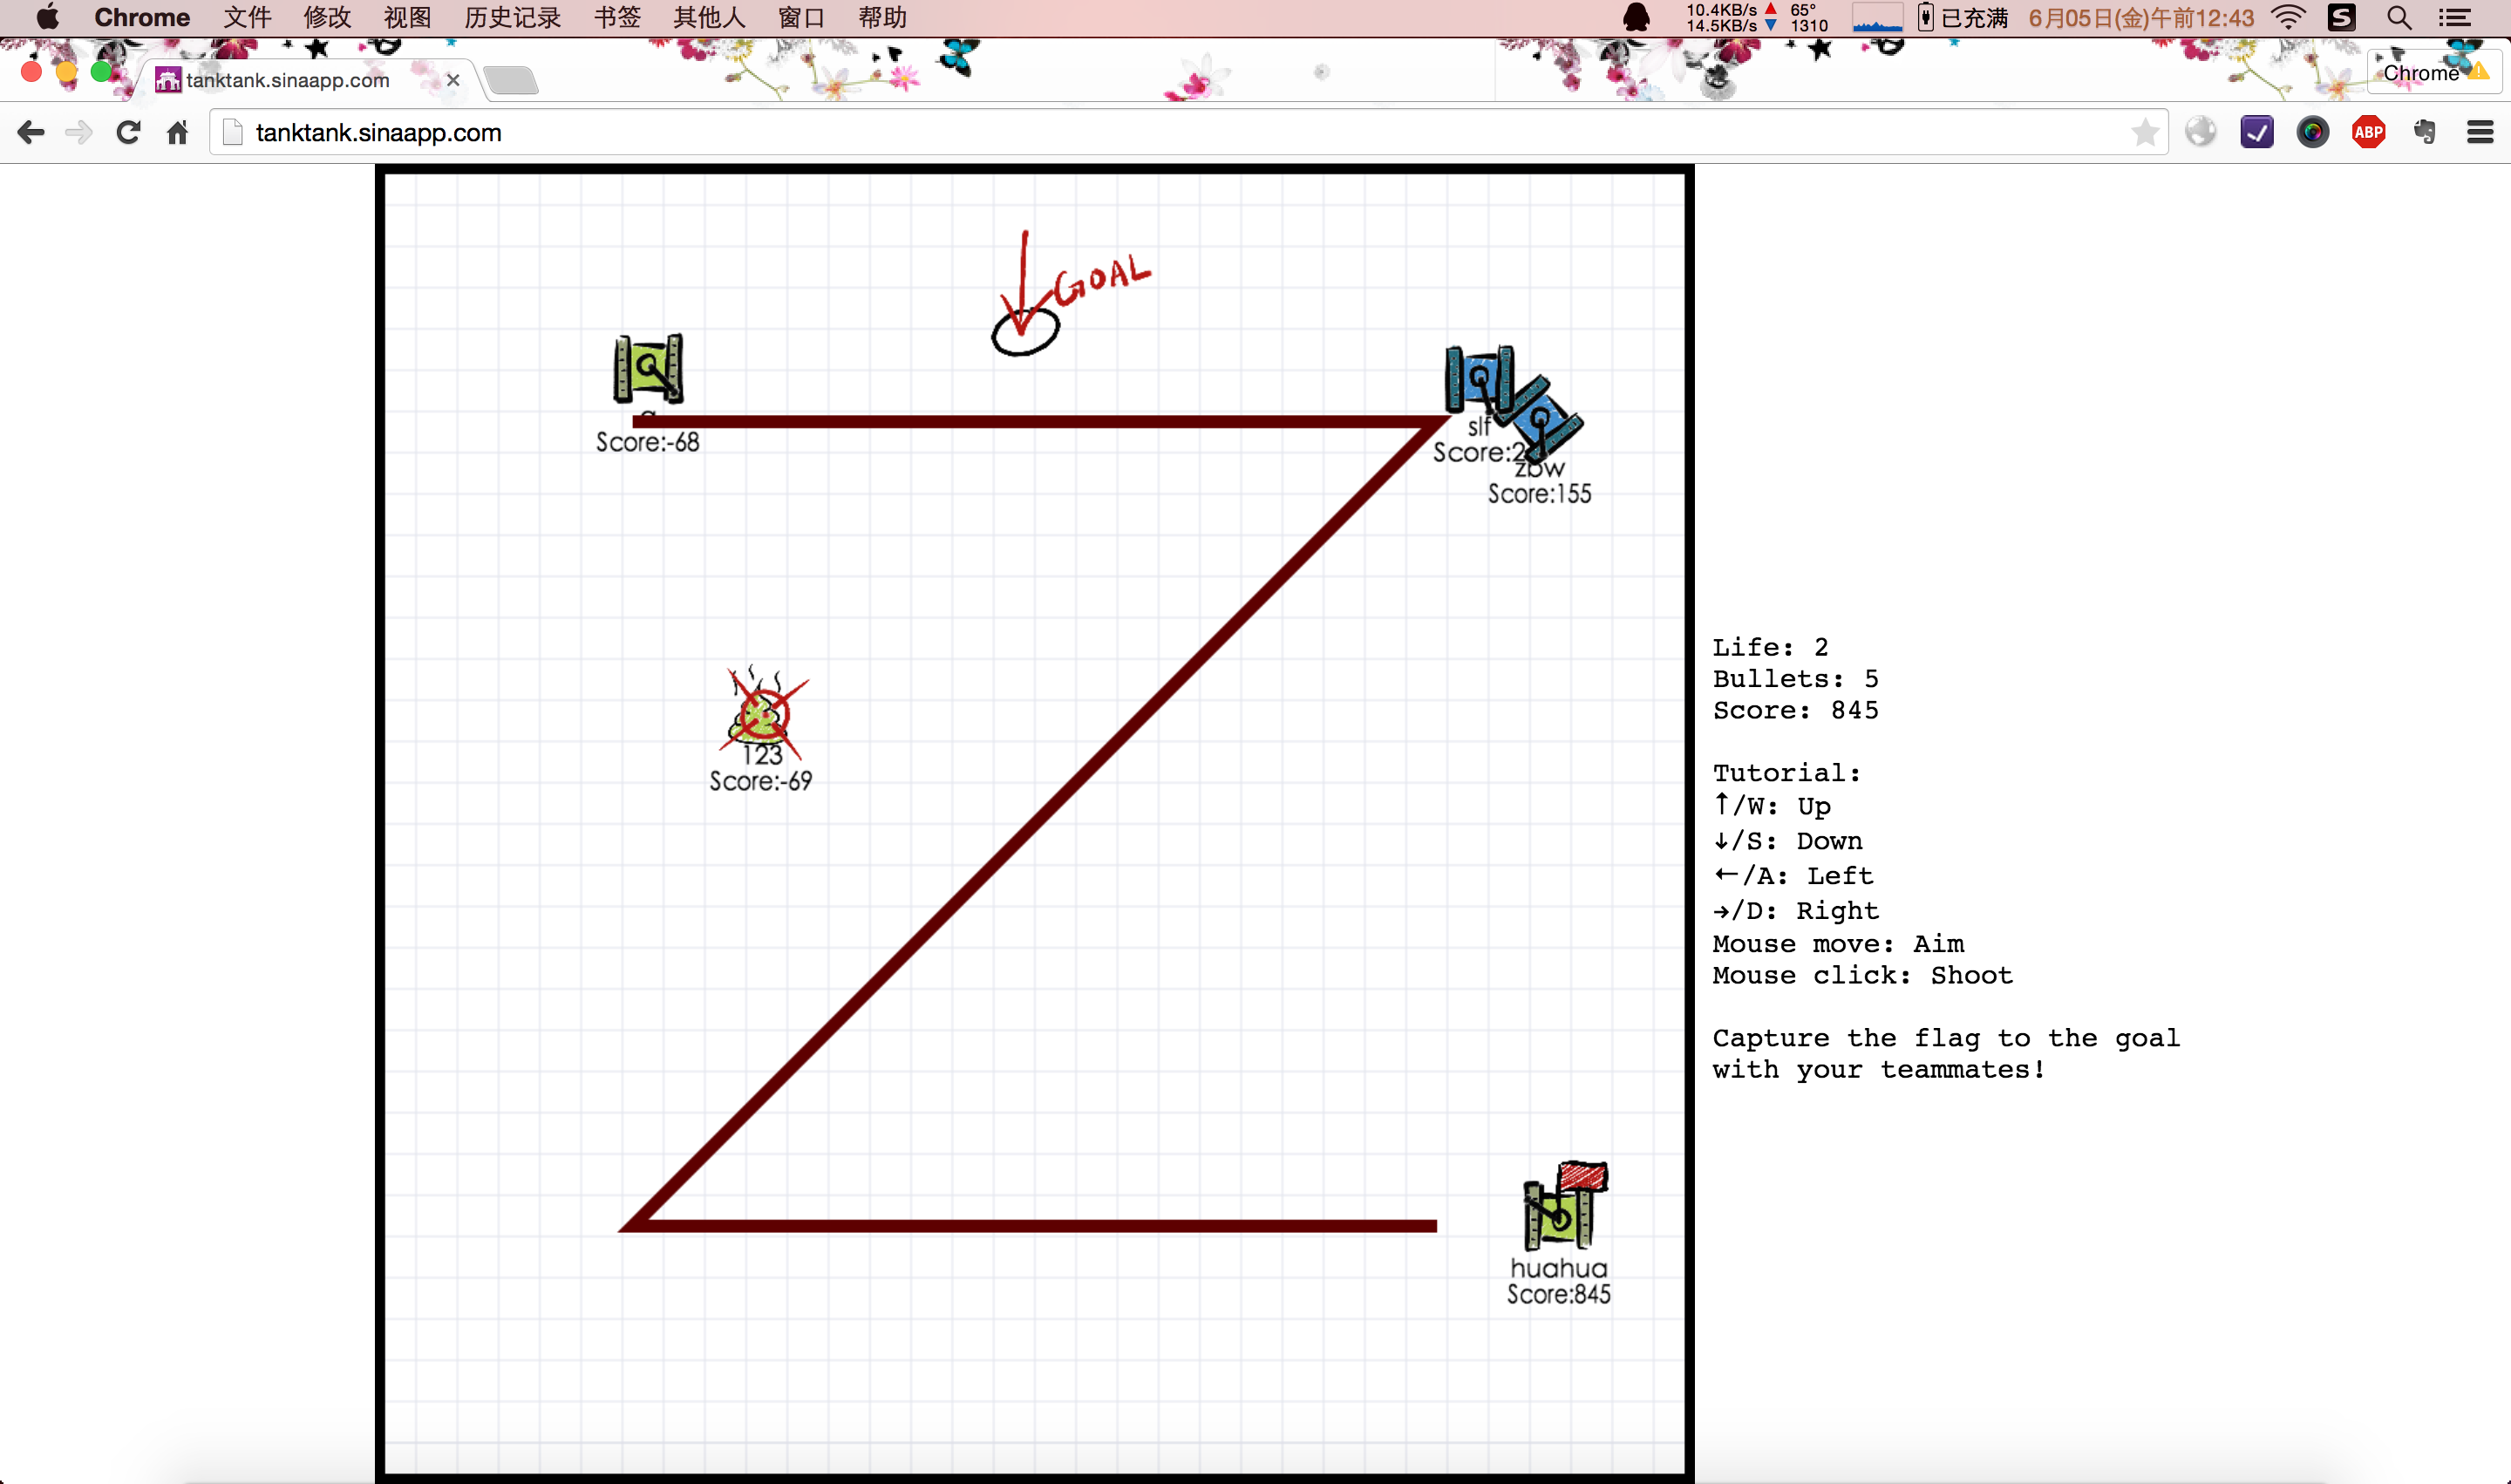 Chrome 文件 修改 视图 历史记录 书签 其他人 窗口 帮助
10.4KB/s 65°
14.5KB/s 1310
已充满 6月05日(金)午前12:43
tanktank.sinaapp.com
Chrome
tanktank.sinaapp.com
ABP
GOAL
Score:-68
slf
Score:2
zbw
Score:155
123
Score:-69
huahua
Score:845
Life: 2
Bullets: 5
Score: 845
Tutorial:
↑/W: Up
↓/S: Down
←/A: Left
→/D: Right
Mouse move: Aim
Mouse click: Shoot
Capture the flag to the goal
with your teammates!